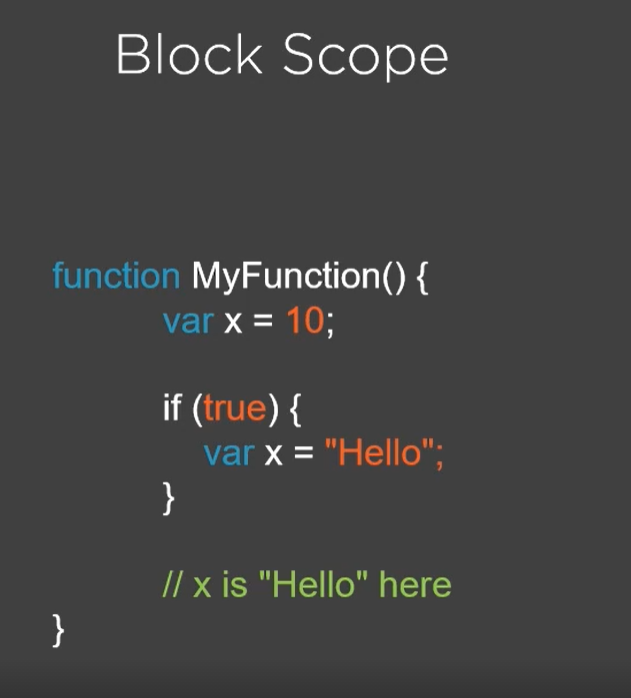 Block Scope
function MyFunction() {
var x = 10;
if (true) {
var x = "Hello";
}
// x is "Hello" here
}